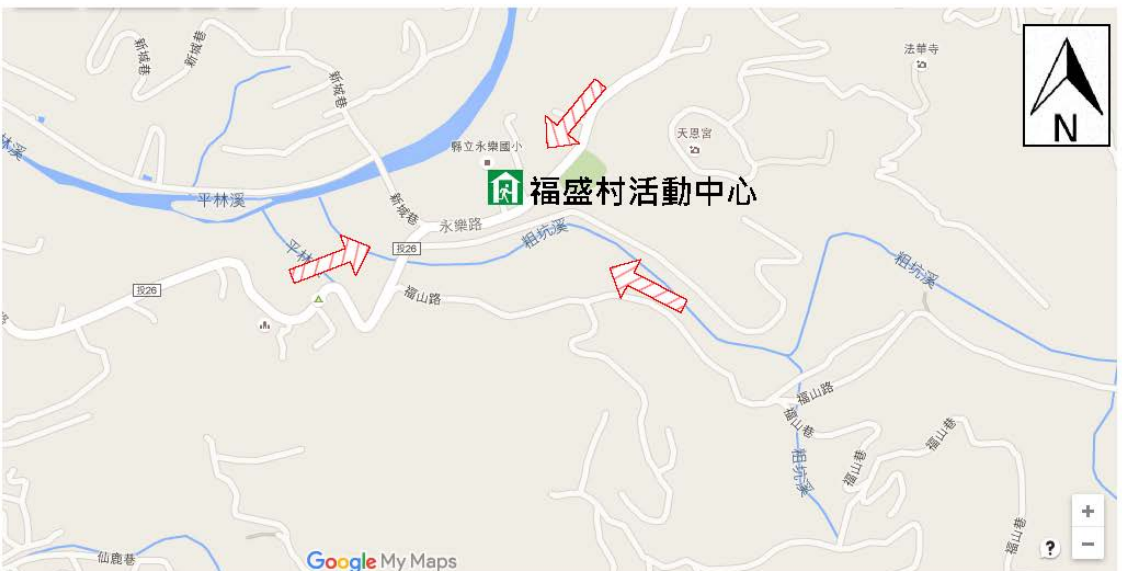 新城巷
新城巷
新城巷
法華寺
N
縣立永樂國小
天恩宮
福盛村活動中心
平林溪
新城巷
永樂路
粗坑溪
投26
粗坑溪
投26
福山路
福山路
福山巷
福山巷
福山巷
粗坑溪
福山巷
仙鹿巷
Google My Maps
+
?
−